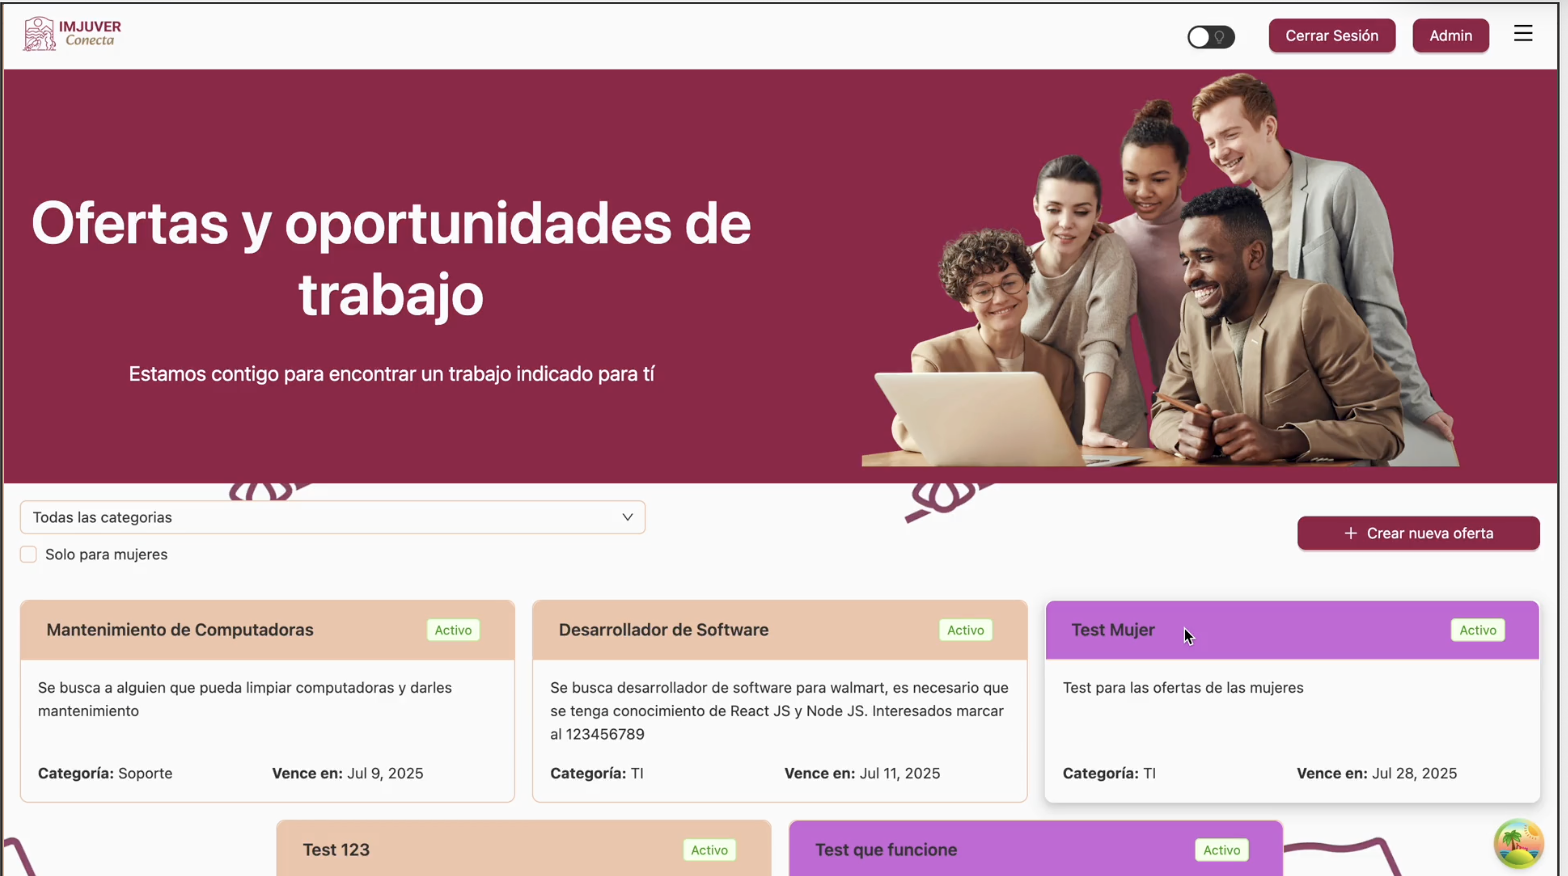 IMJUVER
Conecta
Cerrar Sesión
Admin
Ofertas y oportunidades de
trabajo
Estamos contigo para encontrar un trabajo indicado para tí
Todas las categorias
Solo para mujeres
+ Crear nueva oferta
Mantenimiento de Computadoras
Activo
Se busca a alguien que pueda limpiar computadoras y darles
mantenimiento
Categoría: Soporte
Vence en: Jul 9, 2025
Desarrollador de Software
Activo
Se busca desarrollador de software para walmart, es necesario que
se tenga conocimiento de React JS y Node JS. Interesados marcar
al 123456789
Categoría: TI
Vence en: Jul 11, 2025
Test Mujer
Activo
Test para las ofertas de las mujeres
Categoría: TI
Vence en: Jul 28, 2025
Test 123
Activo
Test que funcione
Activo